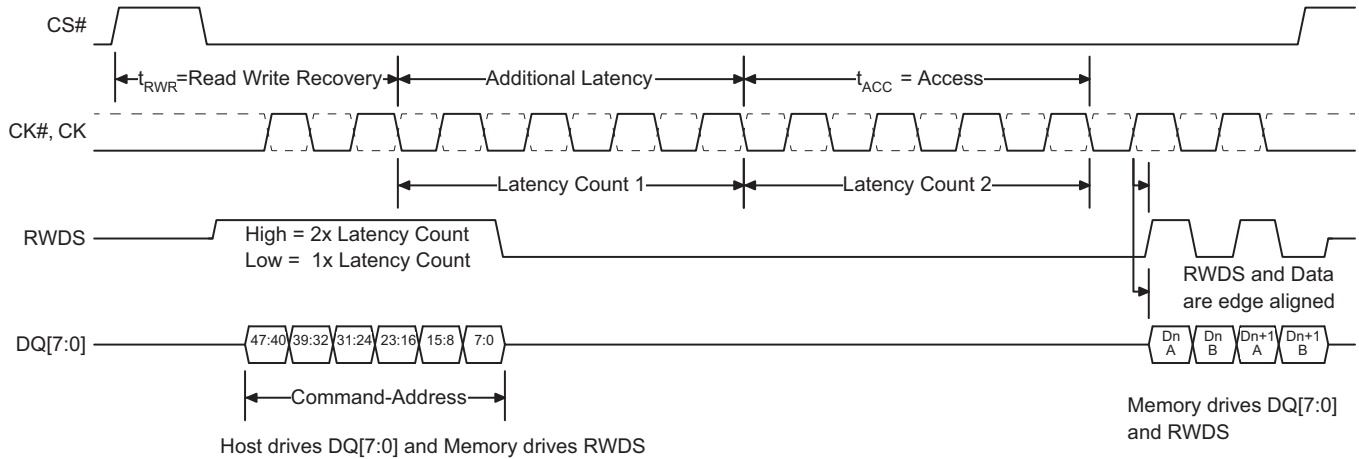 CS#
tRWR=Read Write Recovery
Additional Latency
tACC = Access
CK#, CK
Latency Count 1
Latency Count 2
RWDS
High = 2x Latency Count
Low = 1x Latency Count
RWDS and Data
are edge aligned
DQ[7:0]
47:40 39:32 31:24 23:16 15:8 7:0
Dn A
Dn B
Dn+1 A
Dn+1 B
Command-Address
Memory drives DQ[7:0]
and RWDS
Host drives DQ[7:0] and Memory drives RWDS